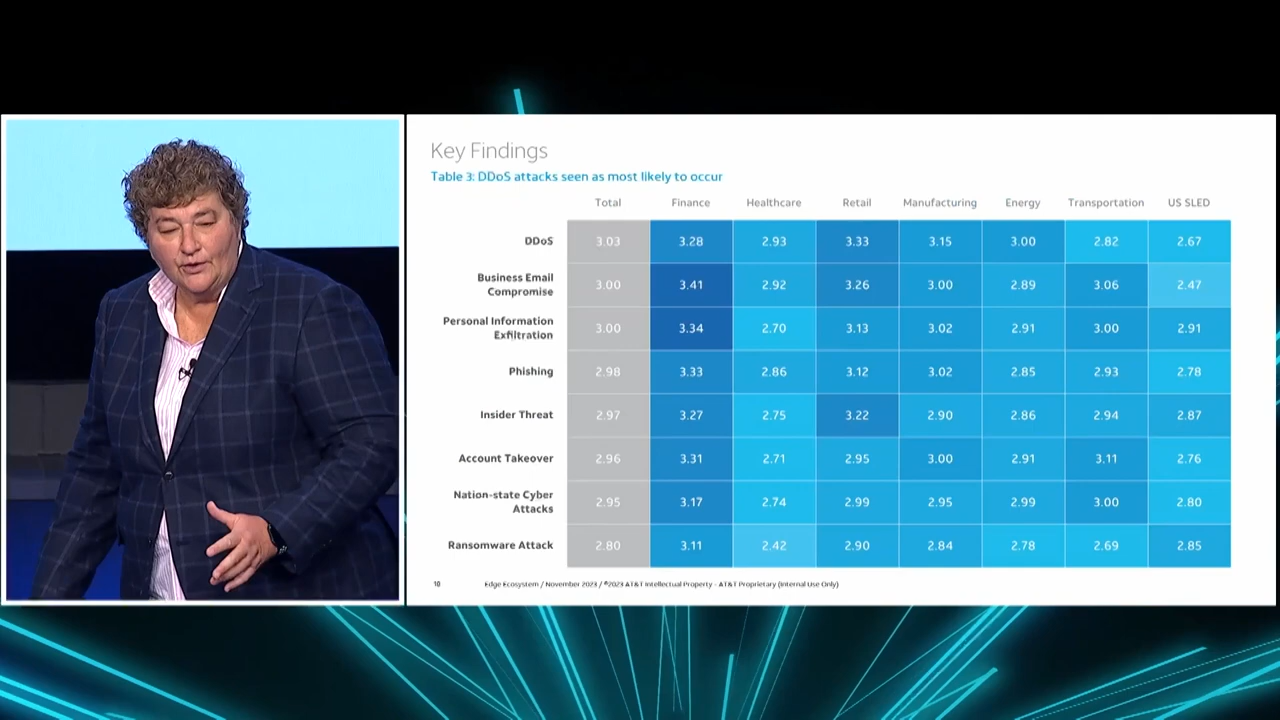 Key Findings
Table 3: DDoS attacks seen as most likely to occur
Total Finance Healthcare Retail Manufacturing Energy Transportation US SLED
DDoS 3.03 3.28 2.93 3.33 3.15 3.00 2.82 2.67
Business Email
Compromise 3.00 3.41 2.92 3.26 3.00 2.89 3.06 2.47
Personal Information
Exfiltration 3.00 3.34 2.70 3.13 3.02 2.91 3.00 2.91
Phishing 2.98 3.33 2.86 3.12 3.02 2.85 2.93 2.78
Insider Threat 2.97 3.27 2.75 3.22 2.90 2.86 2.94 2.87
Account Takeover 2.96 3.31 2.71 2.95 3.00 2.91 3.11 2.76
Nation-state Cyber
Attacks 2.95 3.17 2.74 2.99 2.95 2.99 3.00 2.80
Ransomware Attack 2.80 3.11 2.42 2.90 2.84 2.78 2.69 2.85
10 Edge Ecosystem / November 2023 / ©2023 AT&T Intellectual Property - AT&T Proprietary (Internal Use Only)